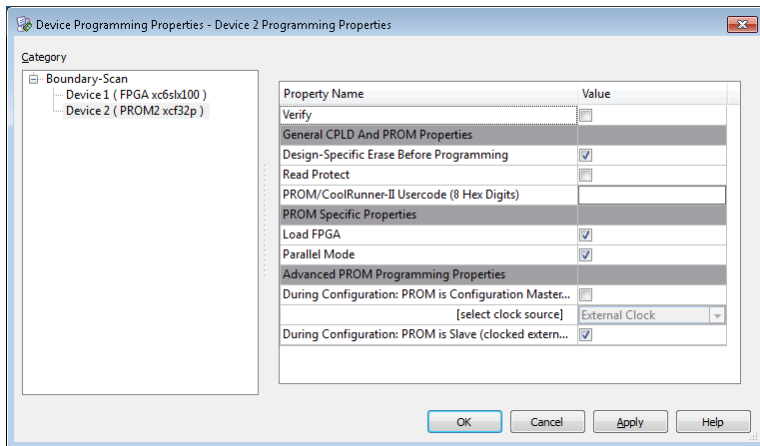 Device Programming Properties - Device 2 Programming Properties
Category
Boundary-Scan
Device 1 ( FPGA xc6slx100 )
Device 2 ( PROM2 xcf32p )
Property Name Value
Verify
General CPLD And PROM Properties
Design-Specific Erase Before Programming
Read Protect
PROM/CoolRunner-II Usercode (8 Hex Digits)
PROM Specific Properties
Load FPGA
Parallel Mode
Advanced PROM Programming Properties
During Configuration: PROM is Configuration Master...
[select clock source] External Clock
During Configuration: PROM is Slave (clocked extern...
OK Cancel Apply Help